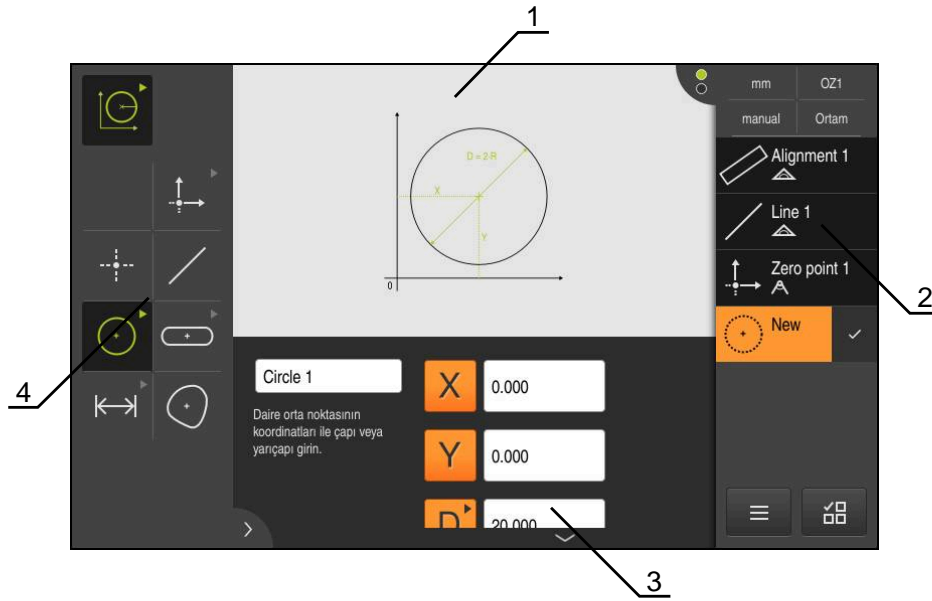 1
mm
OZ1
manual
Ortam
D=2·R
X
Y
0
Alignment 1
Line 1
Zero point 1
New
2
4
Circle 1
Daire orta noktasının
koordinatları ile çapı veya
yarıçapı girin.
X
0.000
Y
0.000
D
20.000
3